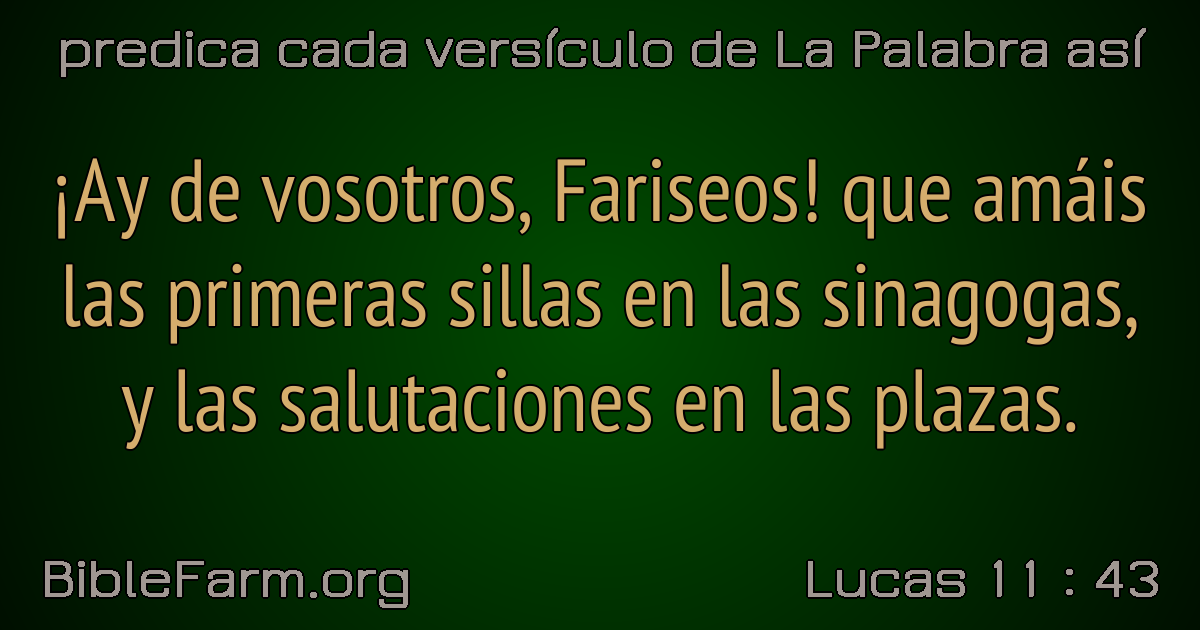 predica cada versículo de La Palabra así
¡Ay de vosotros, Fariseos! que amáis
las primeras sillas en las sinagogas,
y las salutaciones en las plazas.
BibleFarm.org
Lucas 11 : 43